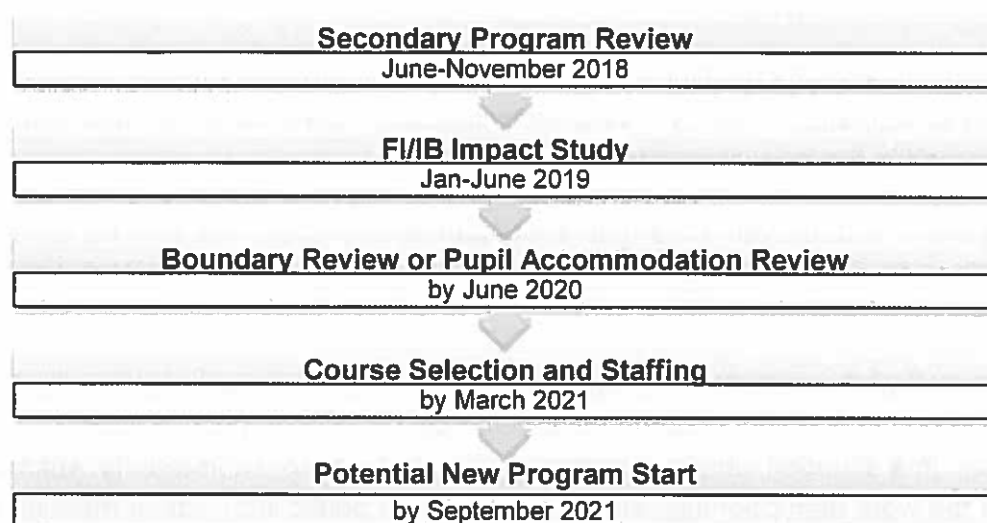 Secondary Program Review
June-November 2018
FI/IB Impact Study
Jan-June 2019
Boundary Review or Pupil Accommodation Review
by June 2020
Course Selection and Staffing
by March 2021
Potential New Program Start
by September 2021